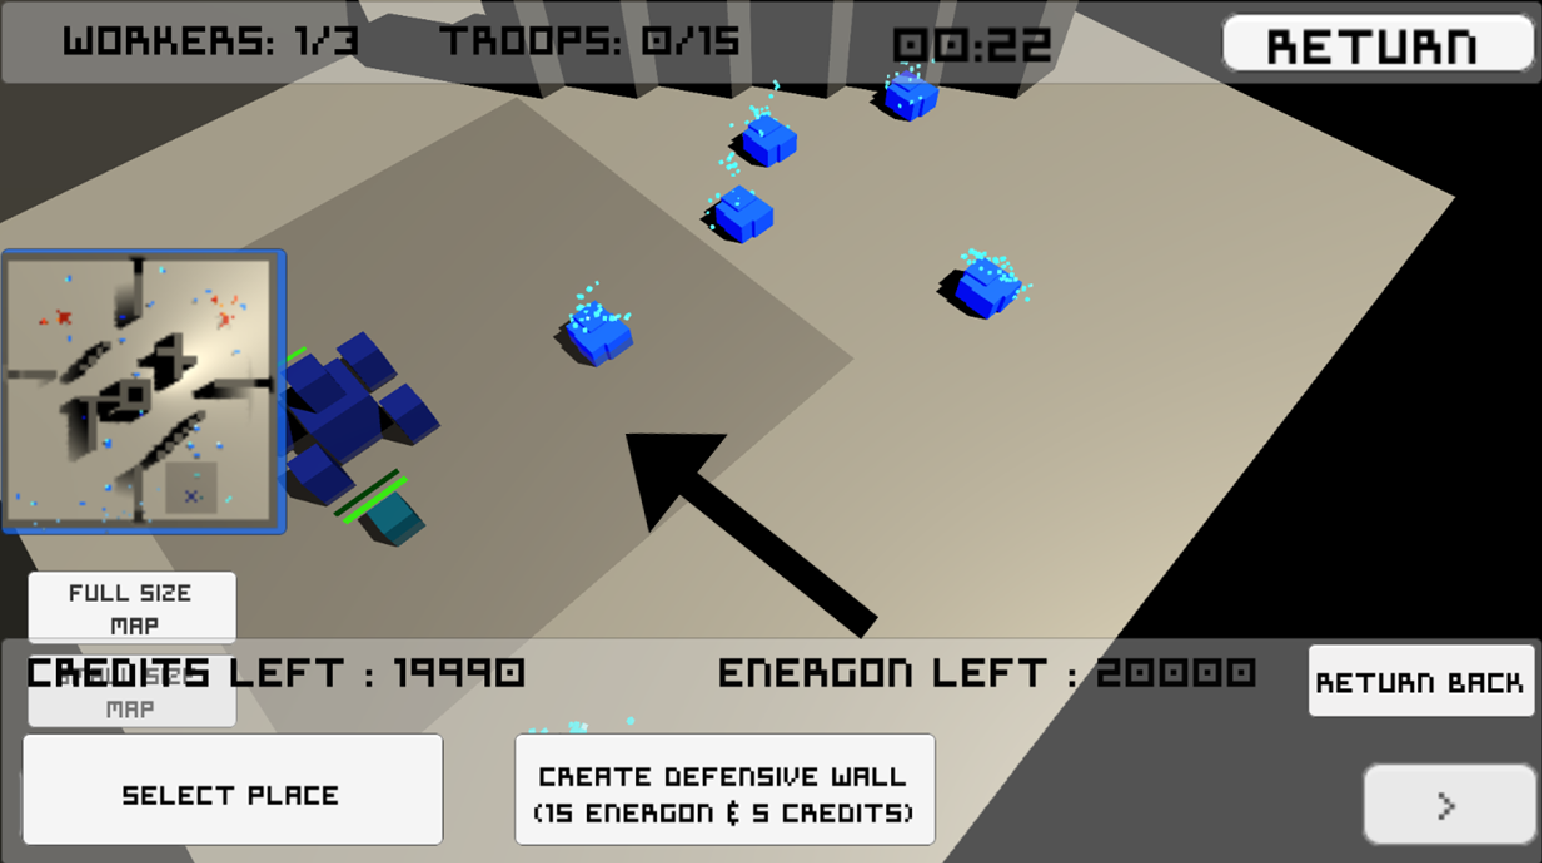 WORKERS: 1/3
TROOPS: 0/15
00:22
RETURN
FULL SIZE
MAP
CREDITS LEFT : 19990
ENERGON LEFT : 20000
RETURN BACK
MAP
SELECT PLACE
CREATE DEFENSIVE WALL
(15 ENERGON & 5 CREDITS)
>